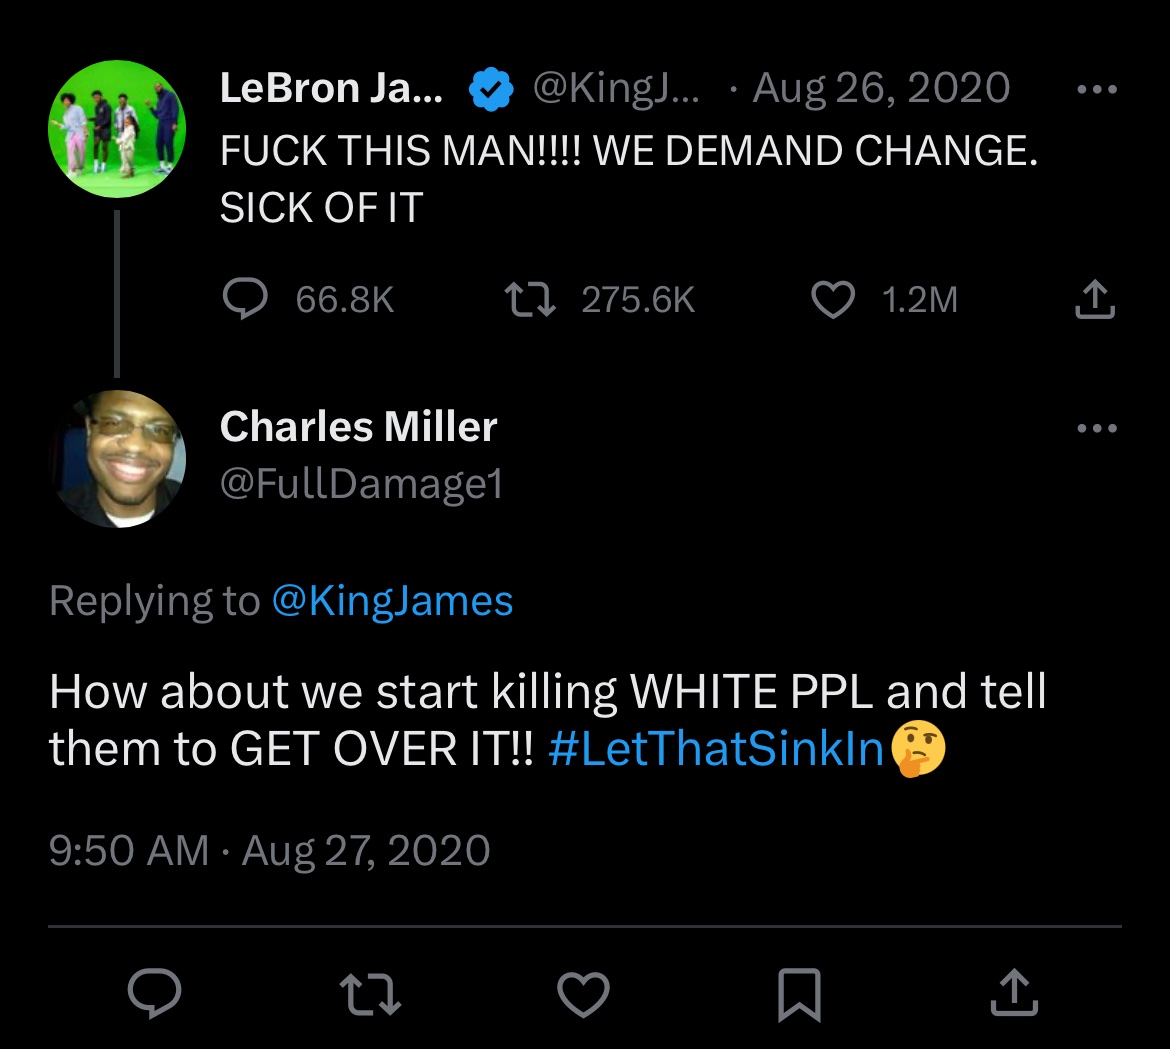 LeBron Ja... @KingJ... · Aug 26, 2020
FUCK THIS MAN!!!! WE DEMAND CHANGE.
SICK OF IT
66.8K 275.6K 1.2M
Charles Miller
@FullDamage1
Replying to @KingJames
How about we start killing WHITE PPL and tell
them to GET OVER IT!! #LetThatSinkIn🤔
9:50 AM · Aug 27, 2020